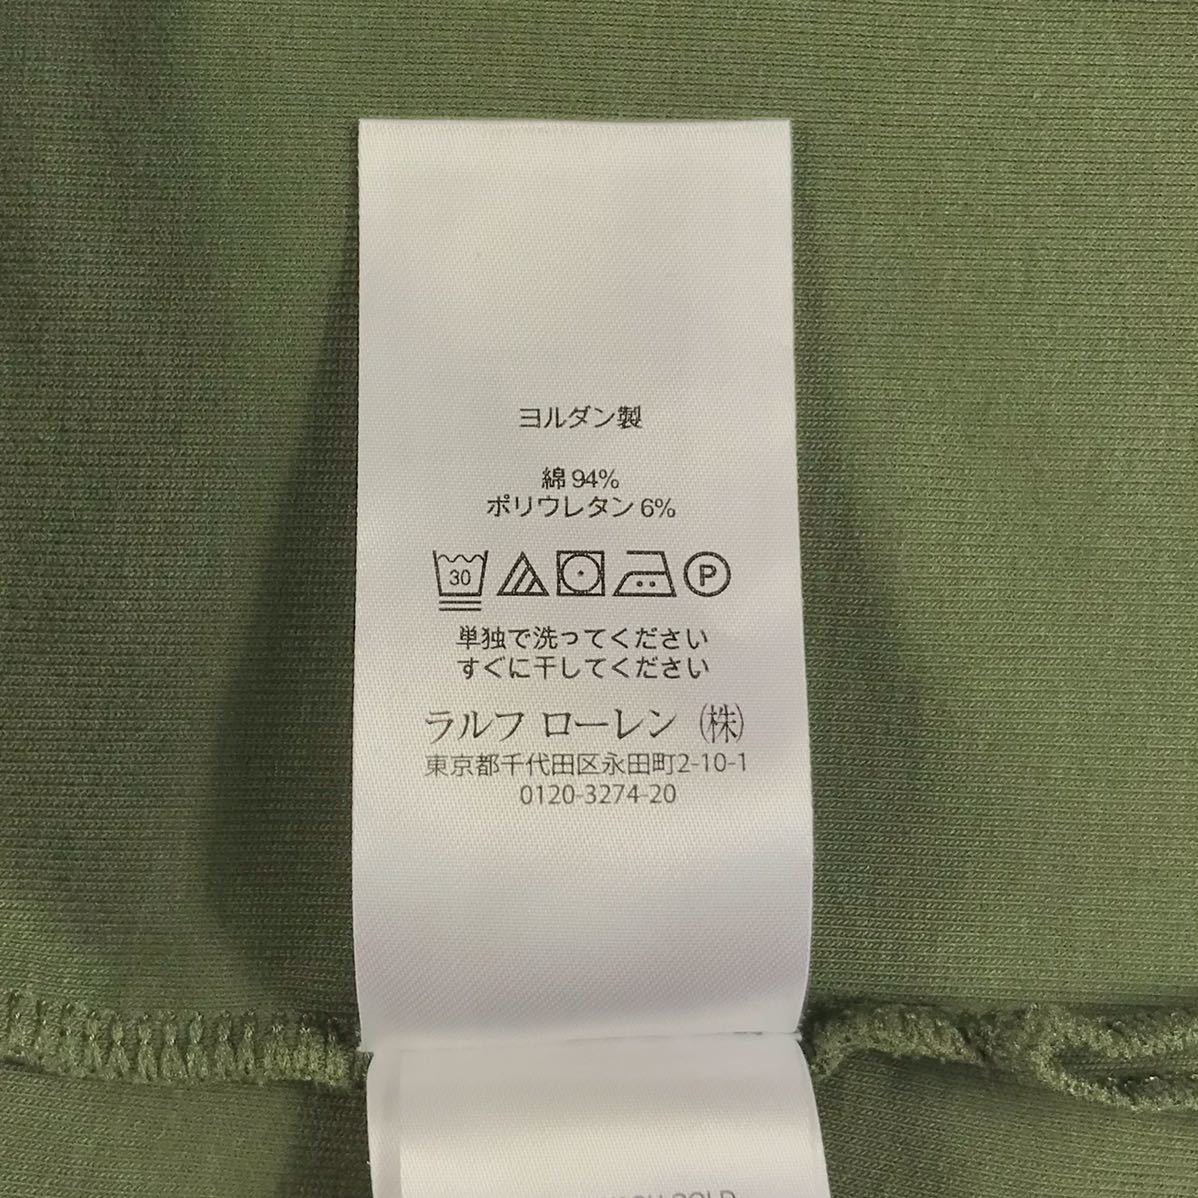 ヨルダン製
綿 94%
ポリウレタン 6%
30 P
単独で洗ってください
すぐに干してください
ラルフ ローレン (株)
東京都千代田区永田町2-10-1
0120-3274-20